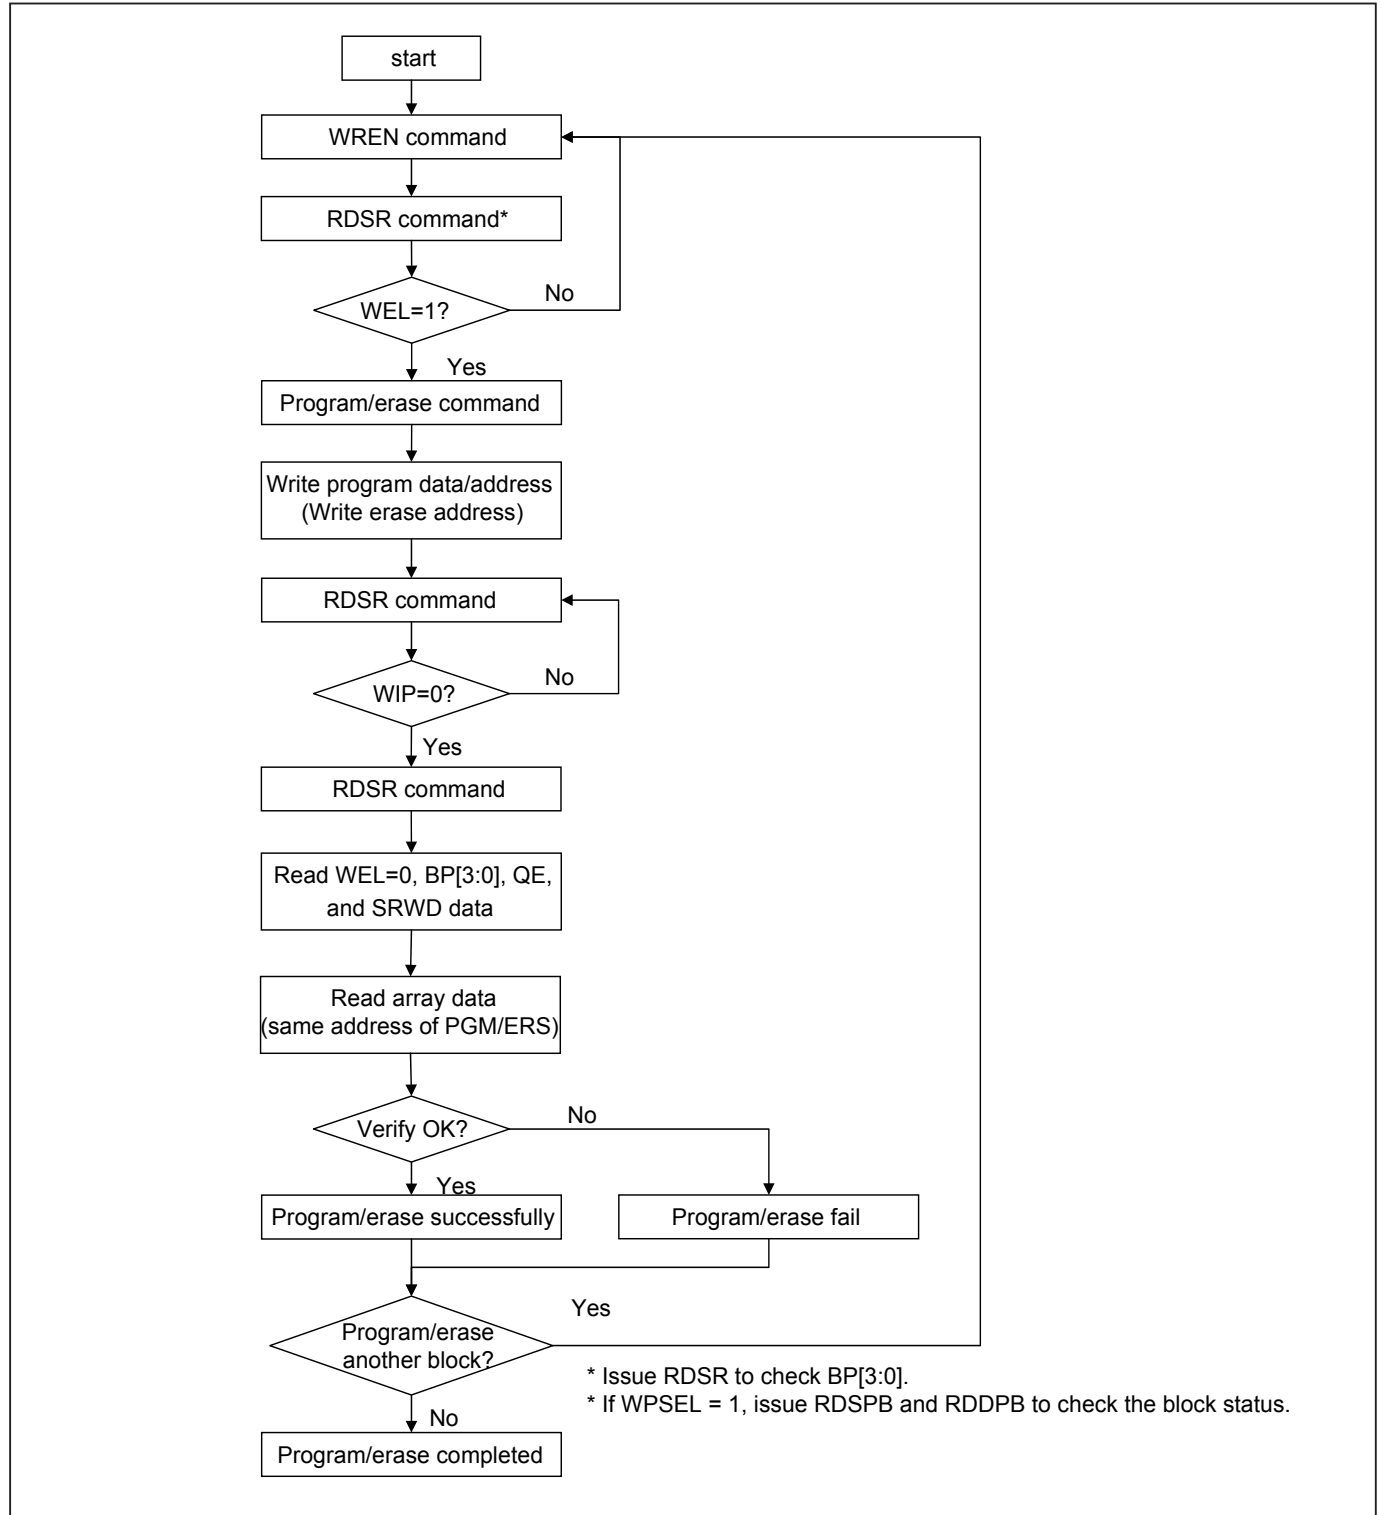 start
WREN command
RDSR command*
WEL=1?
No
Yes
Program/erase command
Write program data/address
(Write erase address)
RDSR command
WIP=0?
No
Yes
RDSR command
Read WEL=0, BP[3:0], QE,
and SRWD data
Read array data
(same address of PGM/ERS)
Verify OK?
No
Yes
Program/erase successfully
Program/erase fail
Yes
Program/erase
another block?
* Issue RDSR to check BP[3:0].
* If WPSEL = 1, issue RDSPB and RDDPB to check the block status.
No
Program/erase completed